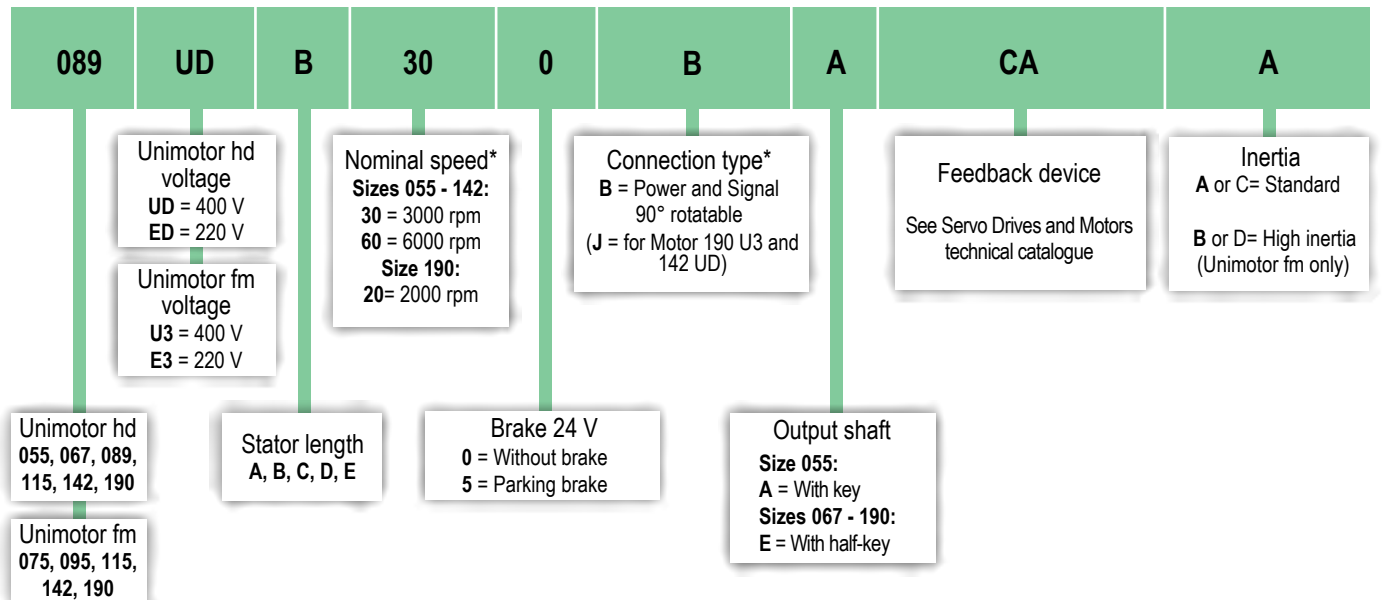 089 UD B 30 0 B A CA A
Unimotor hd
voltage
UD = 400 V
ED = 220 V
Unimotor fm
voltage
U3 = 400 V
E3 = 220 V
Nominal speed*
Sizes 055 - 142:
30 = 3000 rpm
60 = 6000 rpm
Size 190:
20= 2000 rpm
Connection type*
B = Power and Signal
90° rotatable
(J = for Motor 190 U3 and
142 UD)
Feedback device
See Servo Drives and Motors
technical catalogue
Inertia
A or C= Standard
B or D= High inertia
(Unimotor fm only)
Unimotor hd
055, 067, 089,
115, 142, 190
Unimotor fm
075, 095, 115,
142, 190
Stator length
A, B, C, D, E
Brake 24 V
0 = Without brake
5 = Parking brake
Output shaft
Size 055:
A = With key
Sizes 067 - 190:
E = With half-key